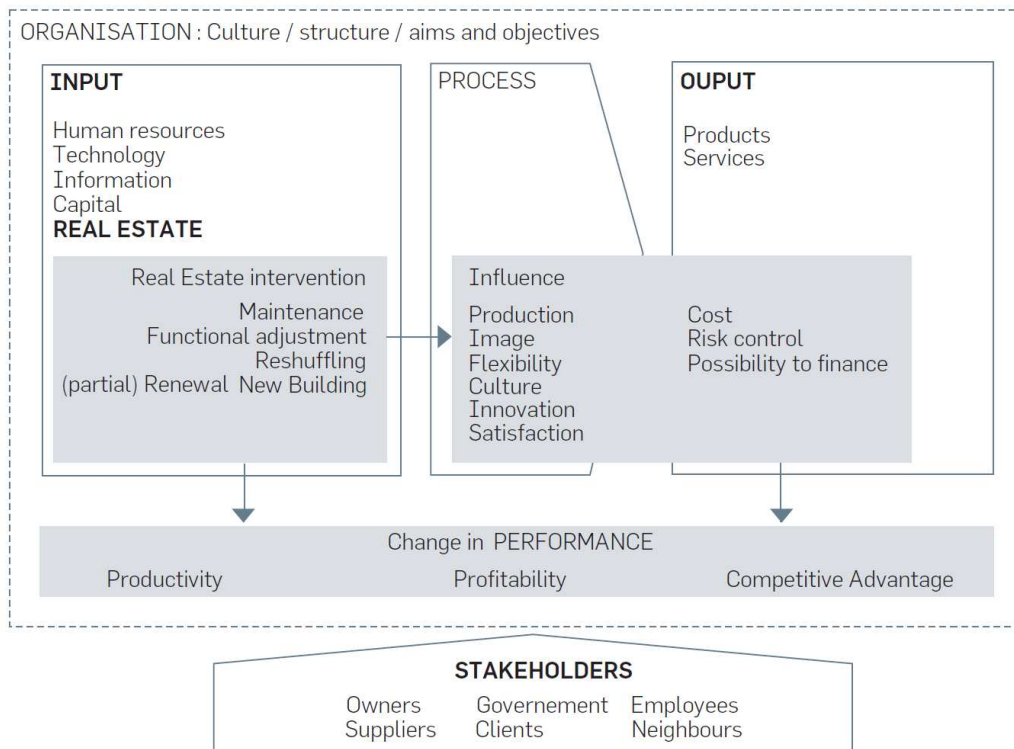 ORGANISATION : Culture / structure / aims and objectives
INPUT
Human resources
Technology
Information
Capital
REAL ESTATE
Real Estate intervention
Maintenance
Functional adjustment
Reshuffling
(partial) Renewal New Building
PROCESS
Influence
Production
Image
Flexibility
Culture
Innovation
Satisfaction
OUPUT
Products
Services
Cost
Risk control
Possibility to finance
Change in PERFORMANCE
Productivity Profitability Competitive Advantage
STAKEHOLDERS
Owners Governement Employees
Suppliers Clients Neighbours